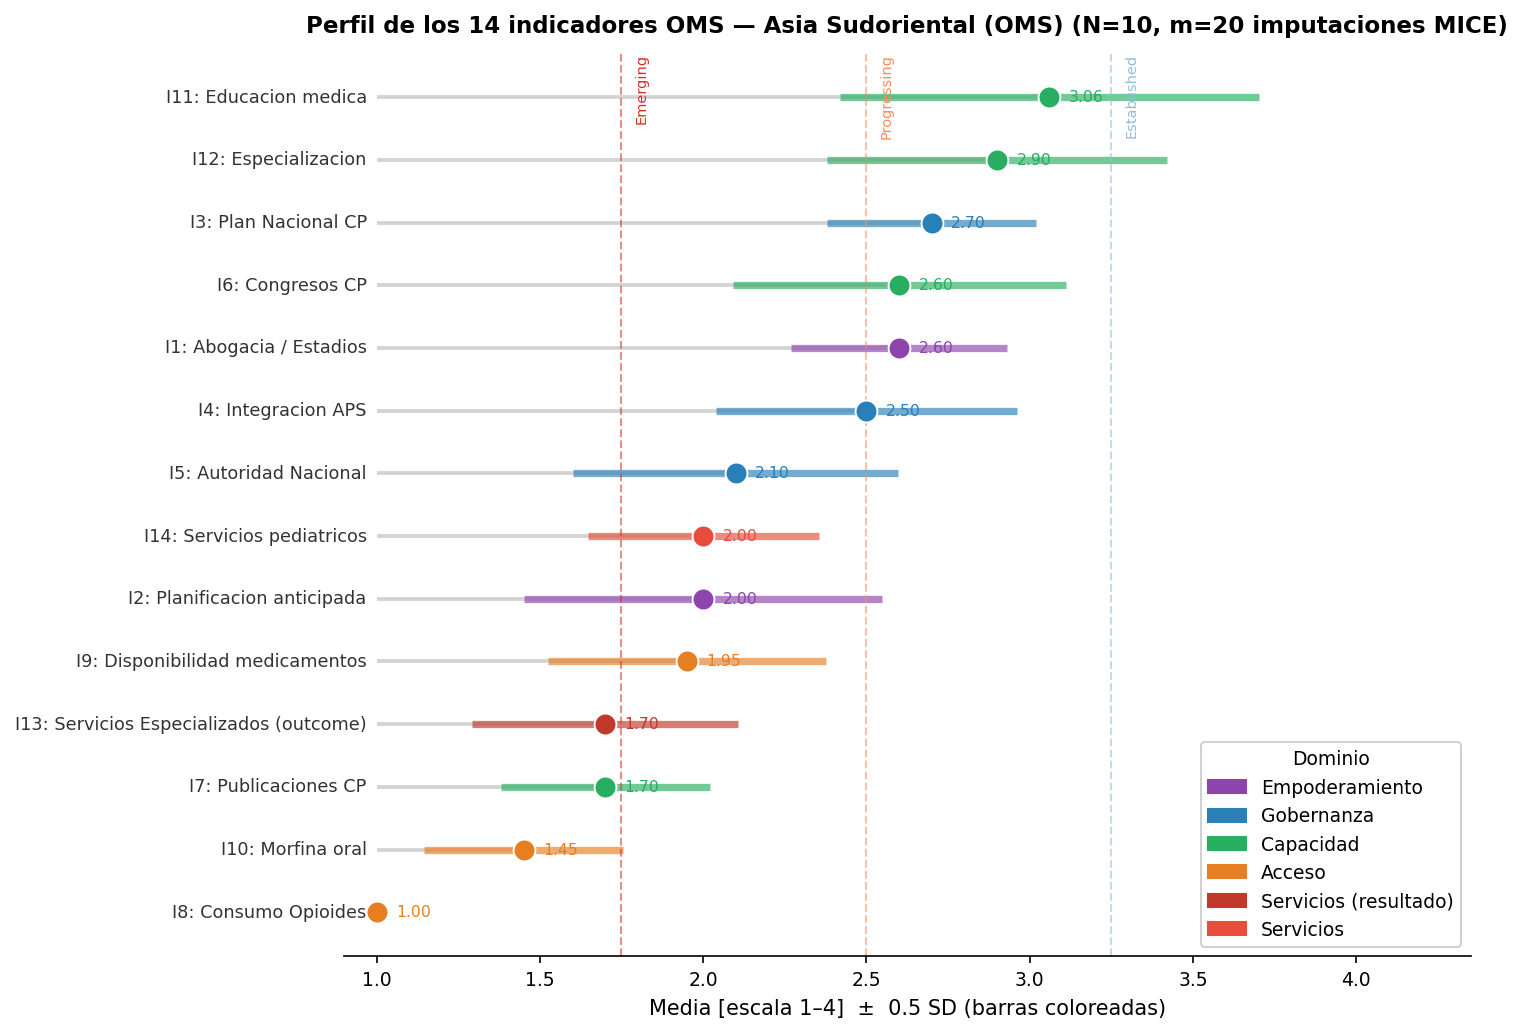 Perfil de los 14 indicadores OMS — Asia Sudoriental (OMS) (N=10, m=20 imputaciones MICE)
Emerging
Progressing
Established
I11: Educacion medica
3.06
I12: Especializacion
2.90
I3: Plan Nacional CP
2.70
I6: Congresos CP
2.60
I1: Abogacia / Estadios
2.60
I4: Integracion APS
2.50
I5: Autoridad Nacional
2.10
I14: Servicios pediatricos
2.00
I2: Planificacion anticipada
2.00
I9: Disponibilidad medicamentos
1.95
I13: Servicios Especializados (outcome)
1.70
I7: Publicaciones CP
1.70
I10: Morfina oral
1.45
I8: Consumo Opioides
1.00
Dominio
Empoderamiento
Gobernanza
Capacidad
Acceso
Servicios (resultado)
Servicios
1.0 1.5 2.0 2.5 3.0 3.5 4.0
Media [escala 1–4] ± 0.5 SD (barras coloreadas)